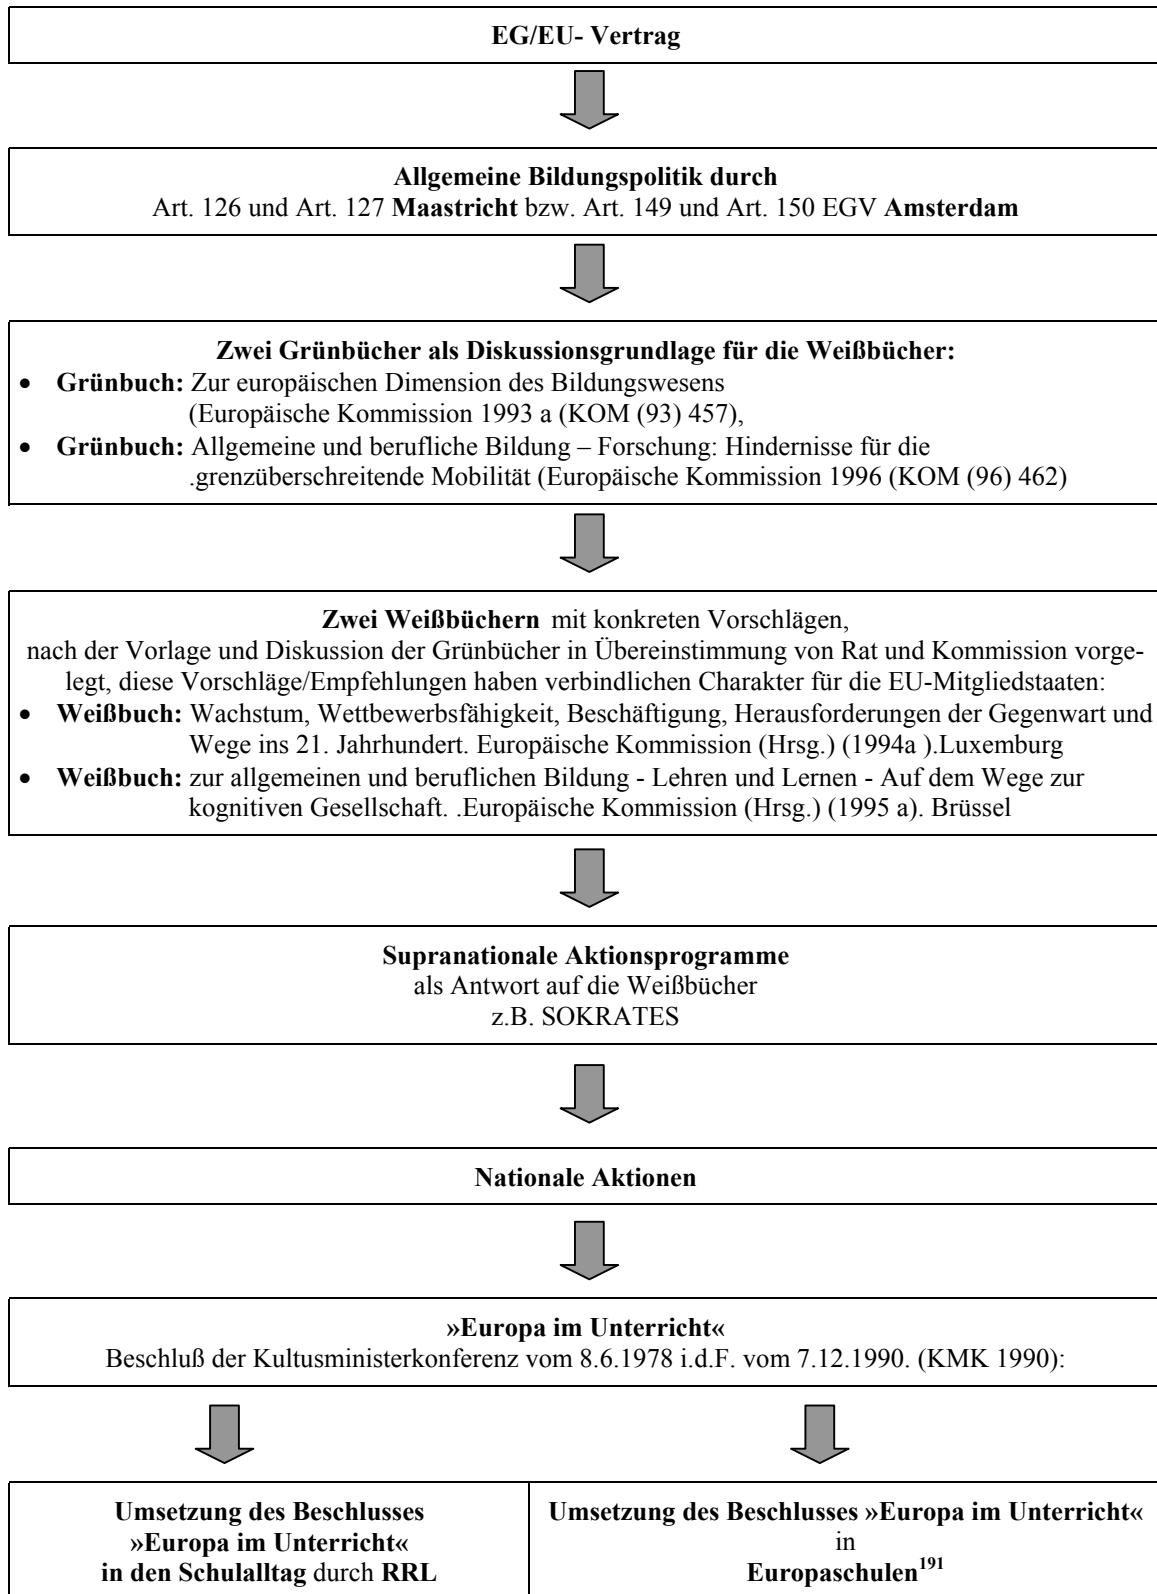 EG/EU- Vertrag
Allgemeine Bildungspolitik durch
Art. 126 und Art. 127 Maastricht bzw. Art. 149 und Art. 150 EGV Amsterdam
Zwei Grünbücher als Diskussionsgrundlage für die Weißbücher:
• Grünbuch: Zur europäischen Dimension des Bildungswesens
(Europäische Kommission 1993 a (KOM (93) 457),
• Grünbuch: Allgemeine und berufliche Bildung – Forschung: Hindernisse für die
.grenzüberschreitende Mobilität (Europäische Kommission 1996 (KOM (96) 462)
Zwei Weißbüchern mit konkreten Vorschlägen,
nach der Vorlage und Diskussion der Grünbücher in Übereinstimmung von Rat und Kommission vorge-
legt, diese Vorschläge/Empfehlungen haben verbindlichen Charakter für die EU-Mitgliedstaaten:
• Weißbuch: Wachstum, Wettbewerbsfähigkeit, Beschäftigung, Herausforderungen der Gegenwart und
Wege ins 21. Jahrhundert. Europäische Kommission (Hrsg.) (1994a ).Luxemburg
• Weißbuch: zur allgemeinen und beruflichen Bildung - Lehren und Lernen - Auf dem Wege zur
kognitiven Gesellschaft. .Europäische Kommission (Hrsg.) (1995 a). Brüssel
Supranationale Aktionsprogramme
als Antwort auf die Weißbücher
z.B. SOKRATES
Nationale Aktionen
»Europa im Unterricht«
Beschluß der Kultusministerkonferenz vom 8.6.1978 i.d.F. vom 7.12.1990. (KMK 1990):
Umsetzung des Beschlusses
»Europa im Unterricht«
in den Schulalltag durch RRL
Umsetzung des Beschlusses »Europa im Unterricht«
in
Europaschulen191